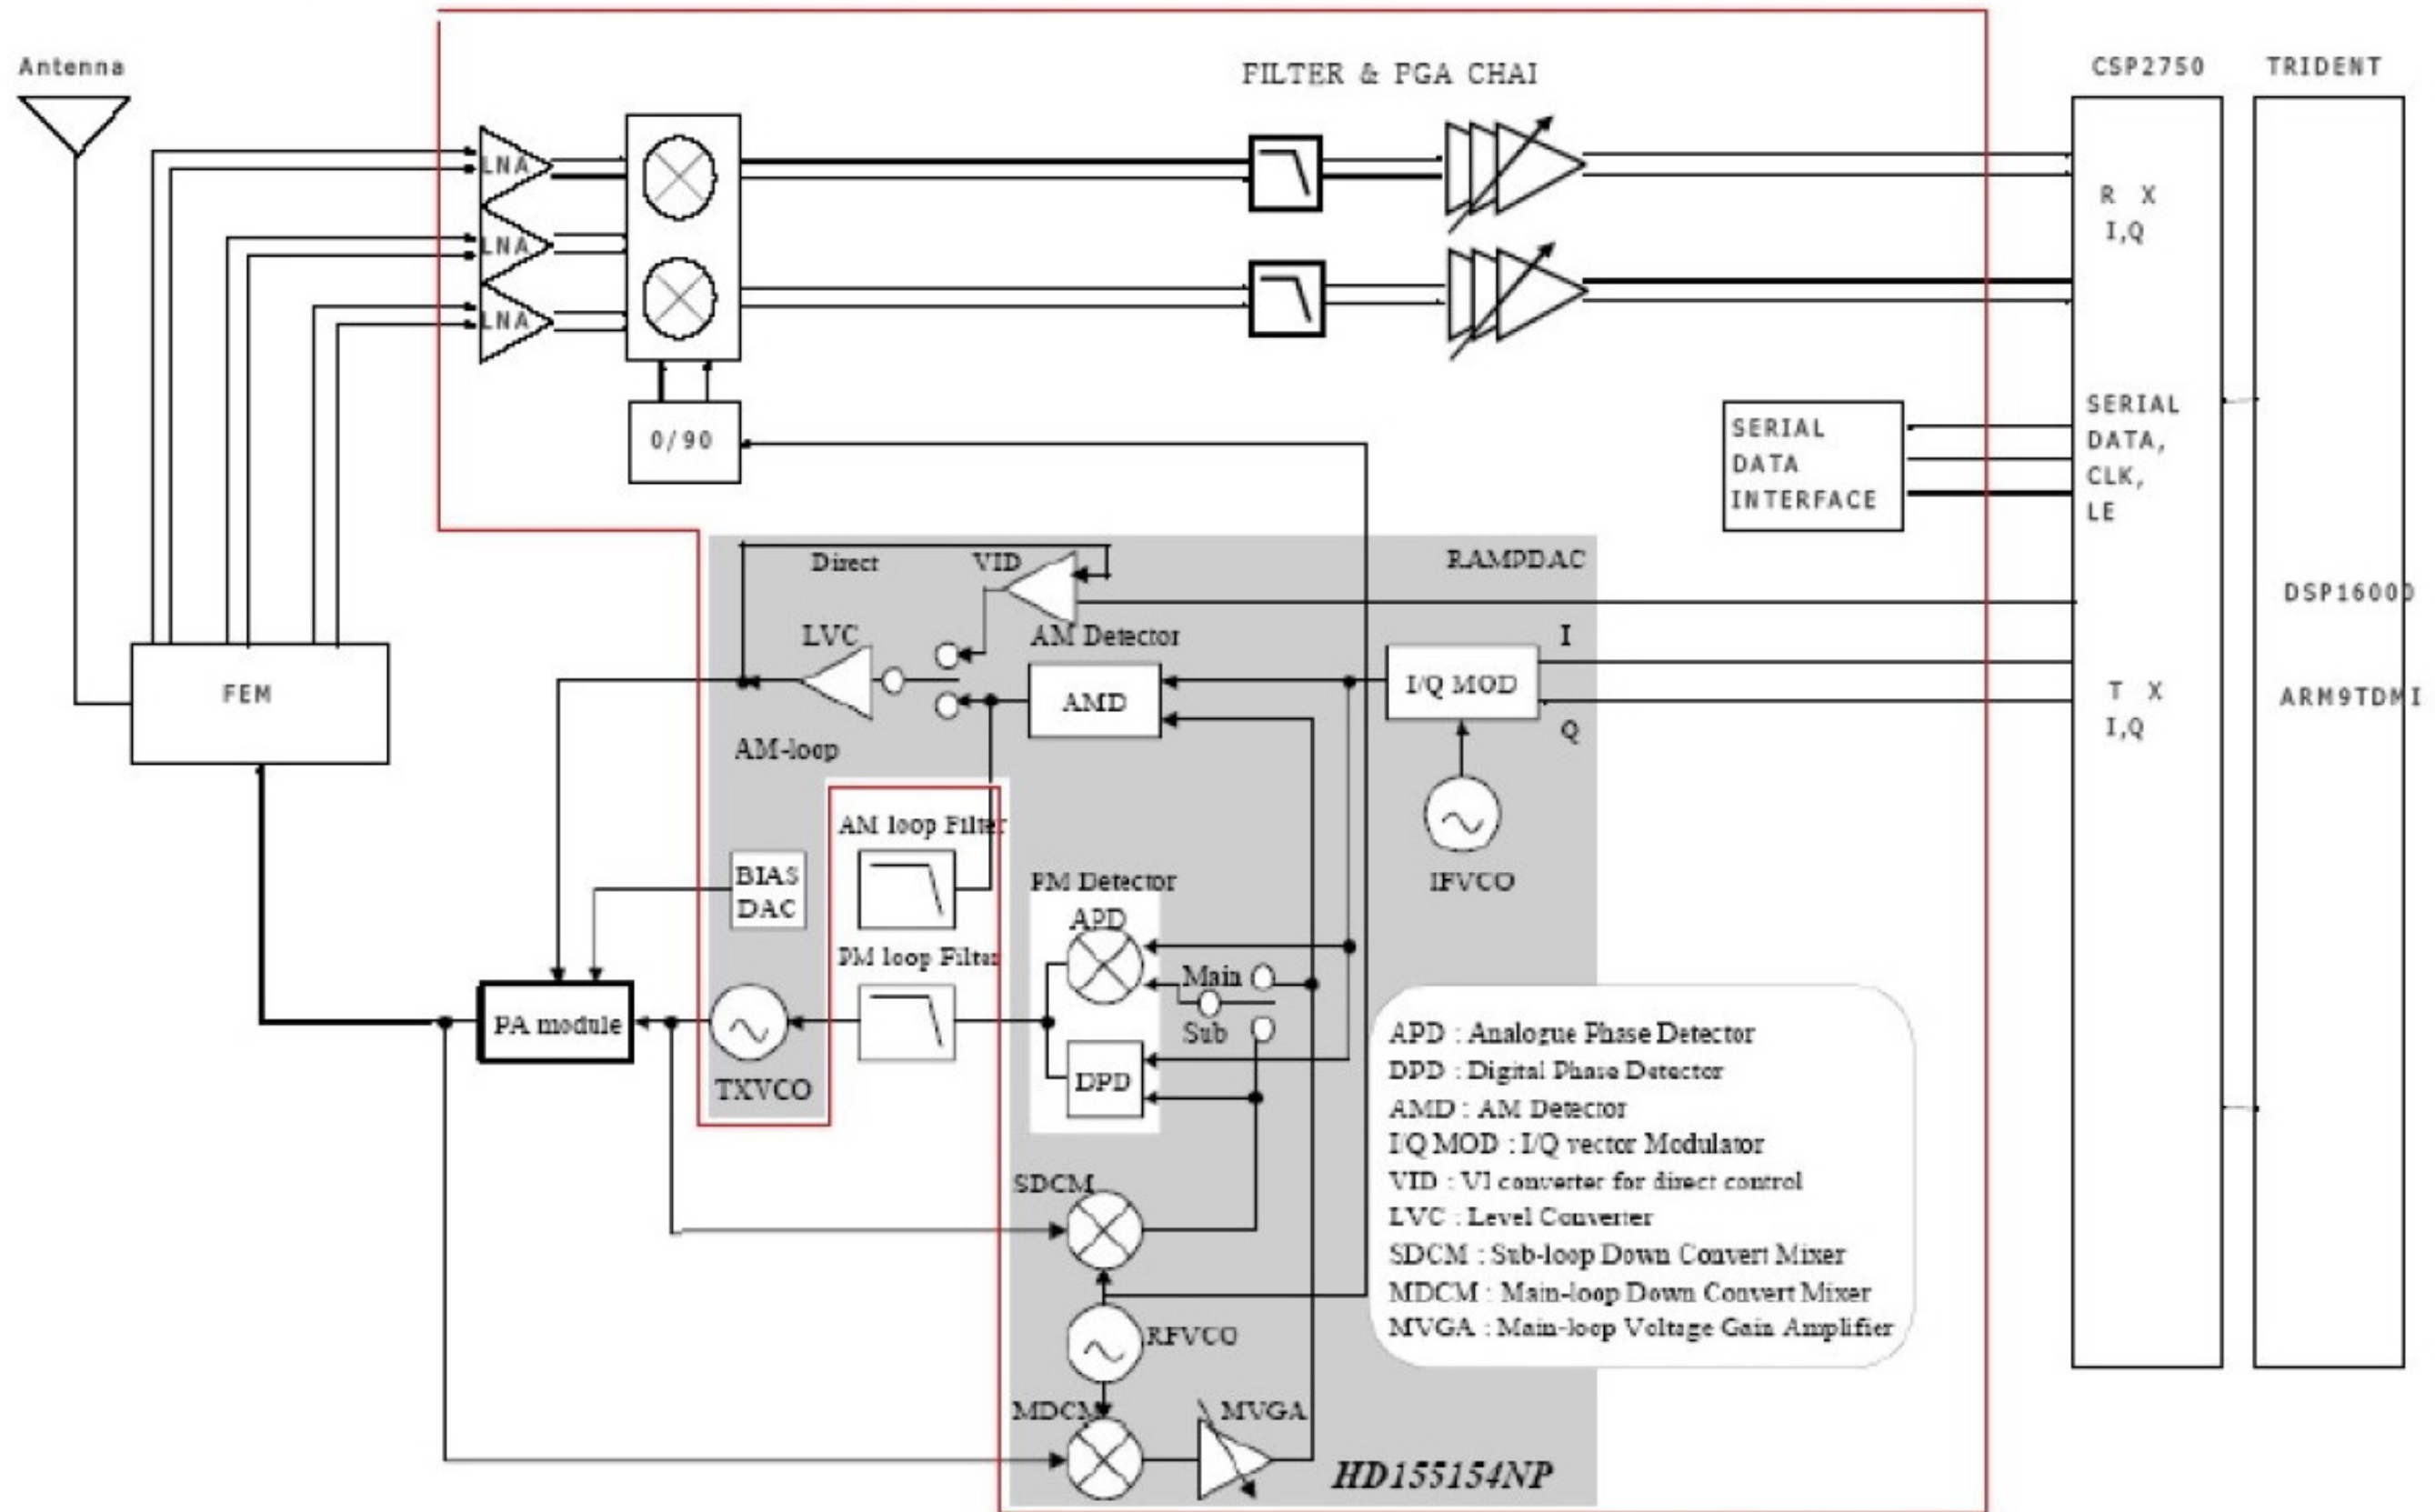 Antenna
FILTER & PGA CHAI
CSP2750
TRIDENT
LNA
LNA
LNA
R X
I,Q
0/90
SERIAL
DATA
INTERFACE
SERIAL
DATA,
CLK,
LE
Direct
VID
RAMPDAC
DSP16000
LVC
AM Detector
I
FEM
AMD
I/Q MOD
T X
I,Q
ARM9TDMI
AM-loop
Q
AM loop Filter
BIAS
DAC
PM Detector
IFVCO
APD
PM loop Filter
Main
PA module
Sub
TXVCO
DPD
APD : Analogue Phase Detector
DPD : Digital Phase Detector
AMD : AM Detector
I/Q MOD : I/Q vector Modulator
VID : VI converter for direct control
LVC : Level Converter
SDCM : Sub-loop Down Convert Mixer
MDCM : Main-loop Down Convert Mixer
MVGA : Main-loop Voltage Gain Amplifier
SDCM
RFVCO
MDCM
MVGA
HD155154NP